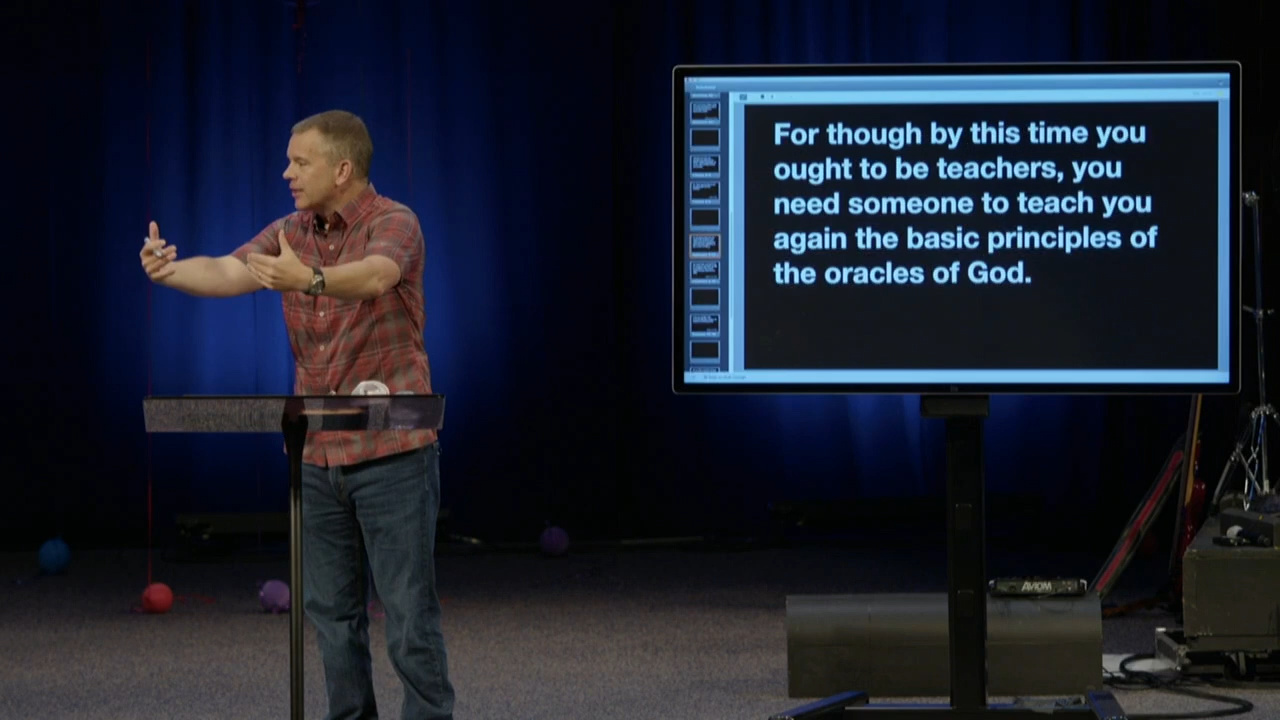 For though by this time you
ought to be teachers, you
need someone to teach you
again the basic principles of
the oracles of God.
AVIOM